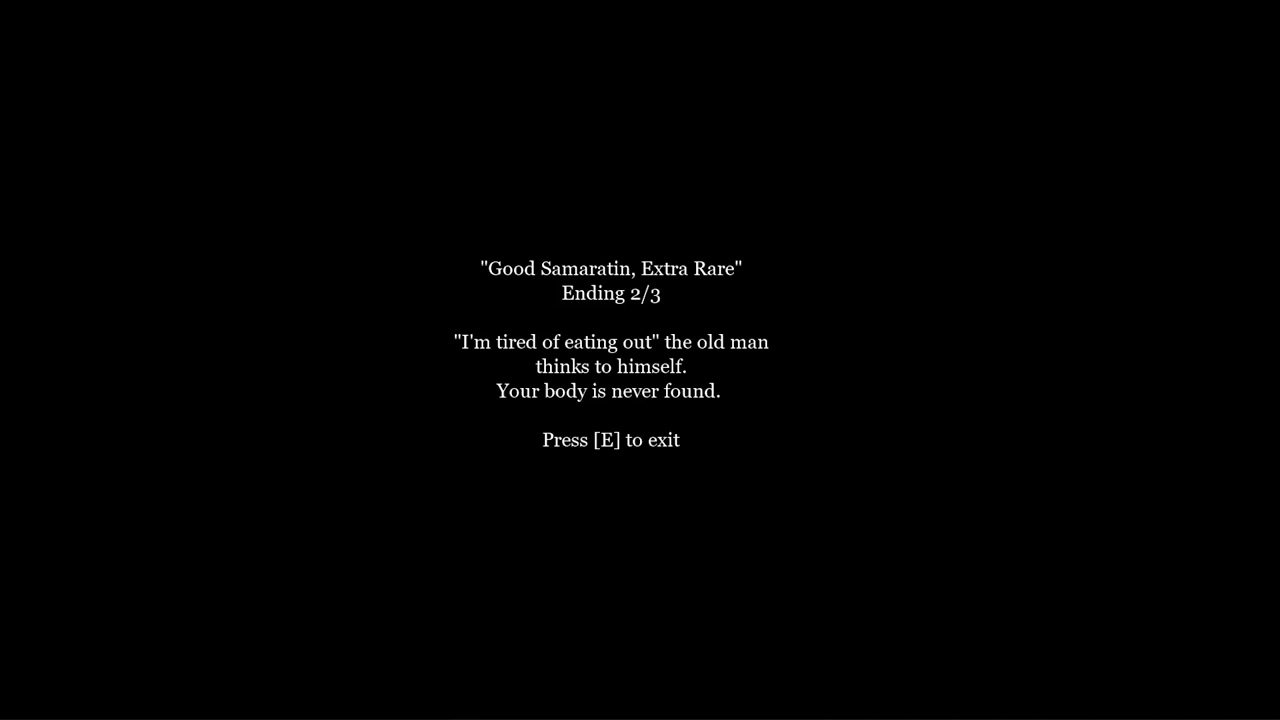 "Good Samaratin, Extra Rare"
Ending 2/3
"I'm tired of eating out" the old man
thinks to himself.
Your body is never found.
Press [E] to exit